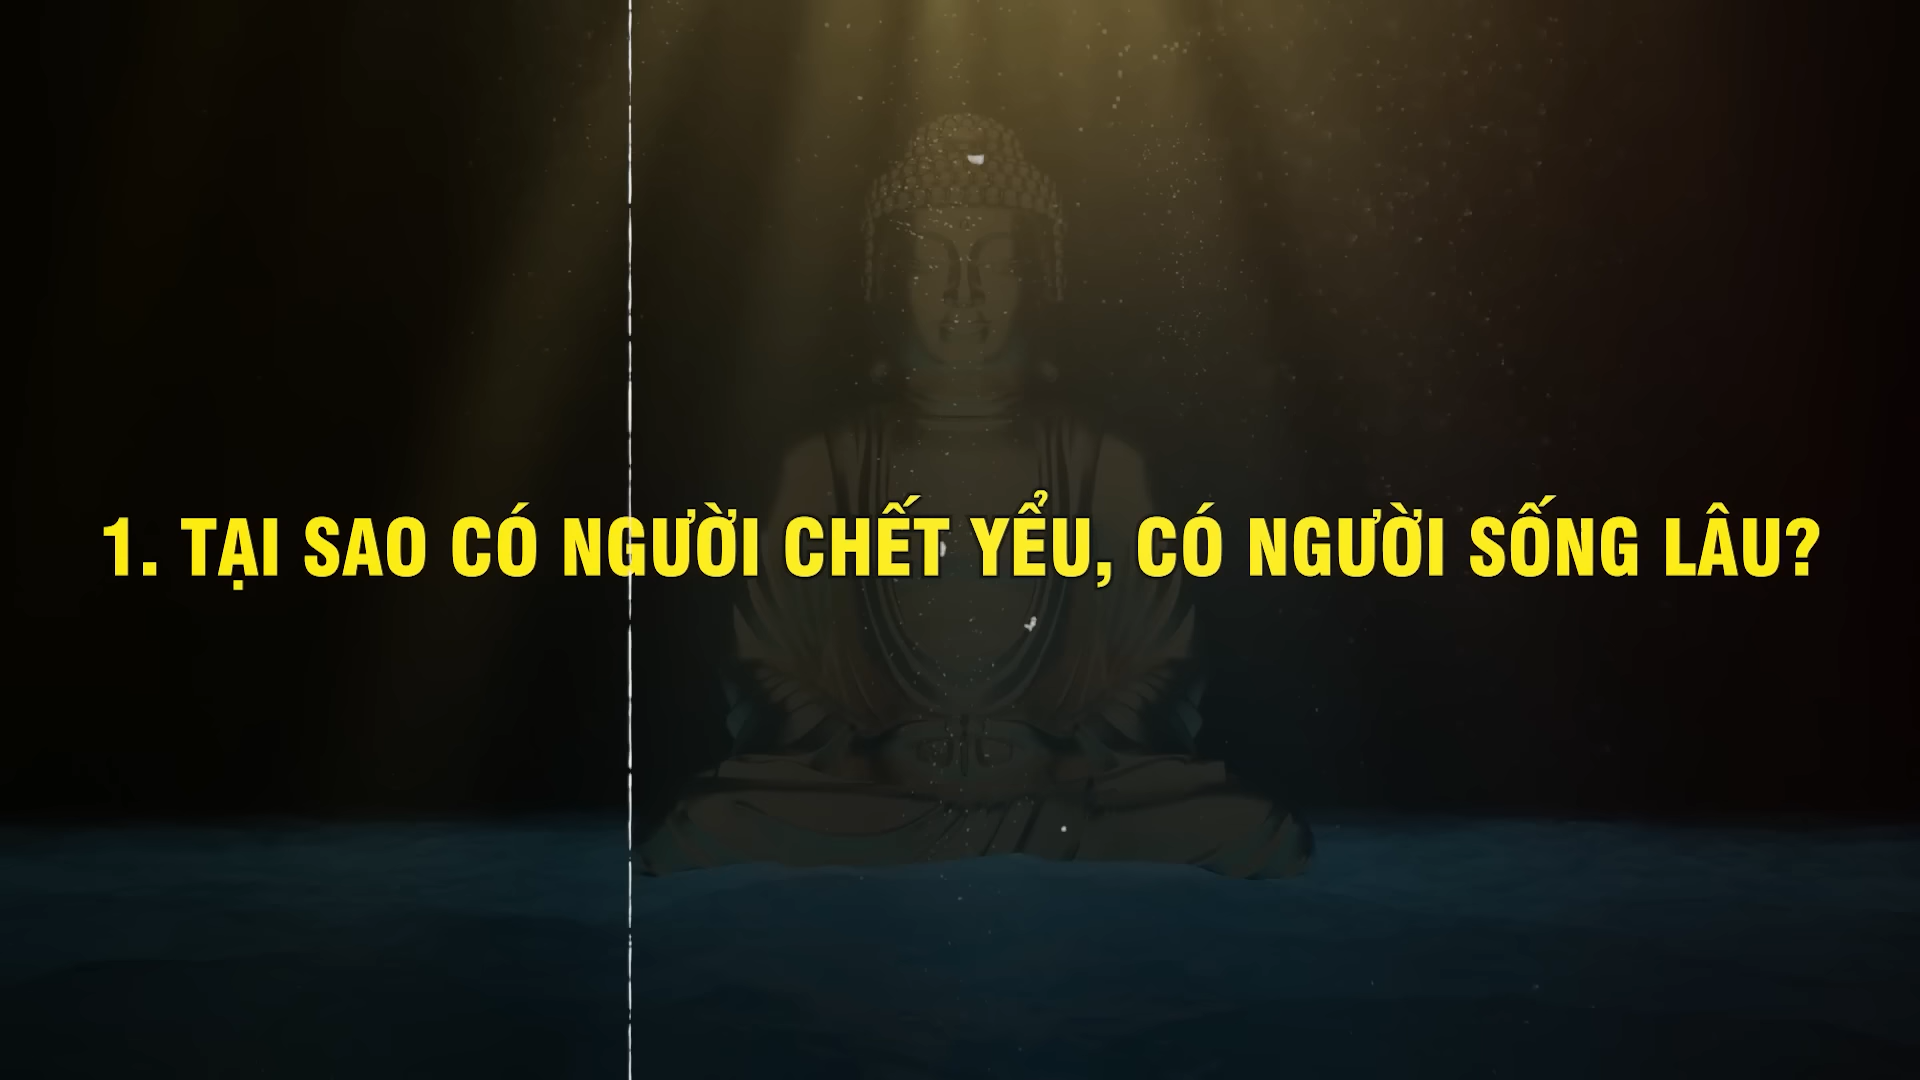 1. TẠI SAO CÓ NGƯỜI CHẾT YỂU, CÓ NGƯỜI SỐNG LÂU?